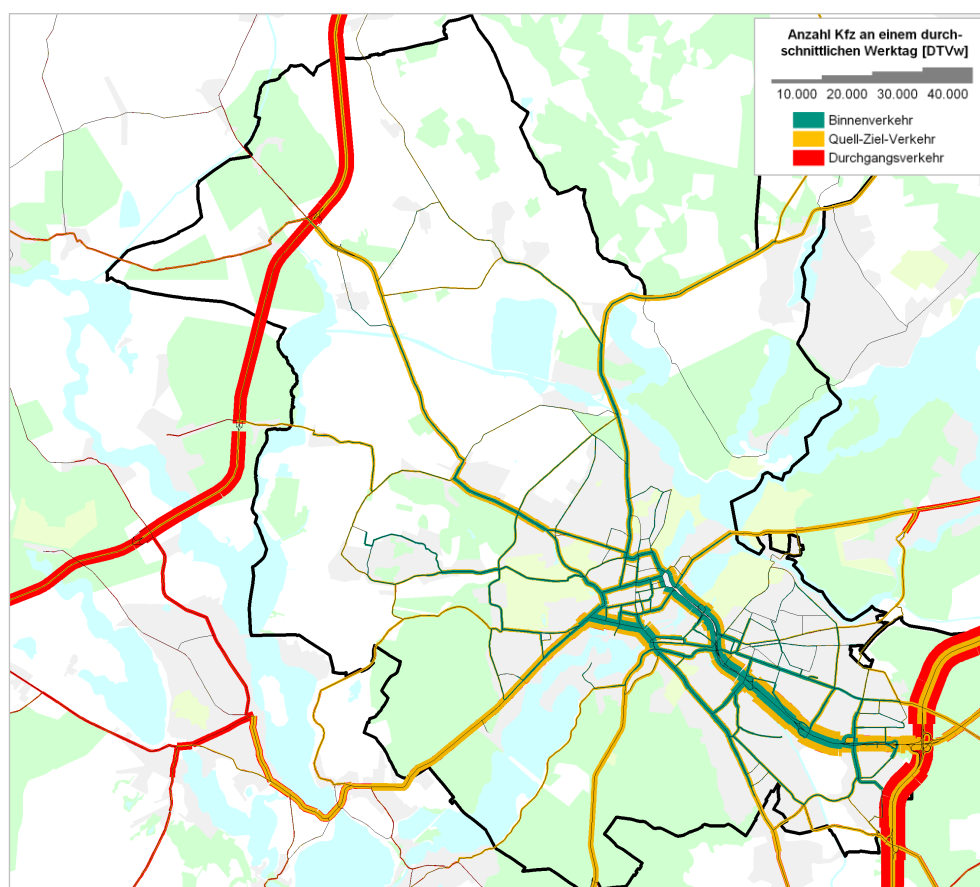 Anzahl Kfz an einem durch-
schnittlichen Werktag [DTVw]
10.000 20.000 30.000 40.000
Binnenverkehr
Quell-Ziel-Verkehr
Durchgangsverkehr